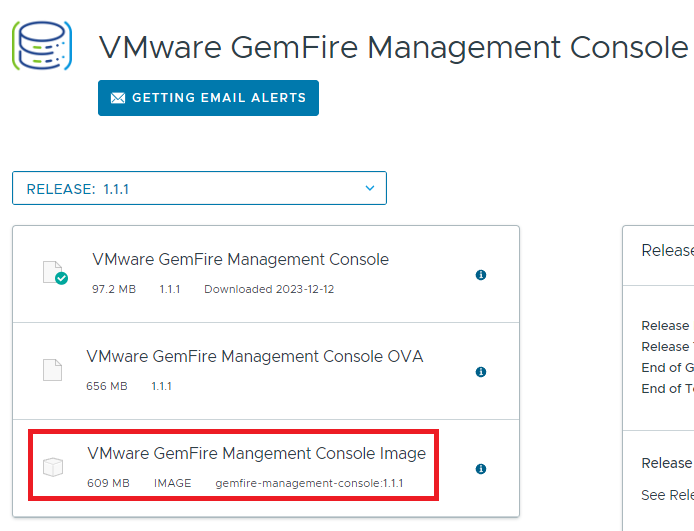 VMware GemFire Management Console
GETTING EMAIL ALERTS
RELEASE: 1.1.1
VMware GemFire Management Console
97.2 MB 1.1.1 Downloaded 2023-12-12
VMware GemFire Management Console OVA
656 MB 1.1.1
VMware GemFire Mangement Console Image
609 MB IMAGE gemfire-management-console:1.1.1
Release
Release
Release
End of G
End of T
Release
See Rel